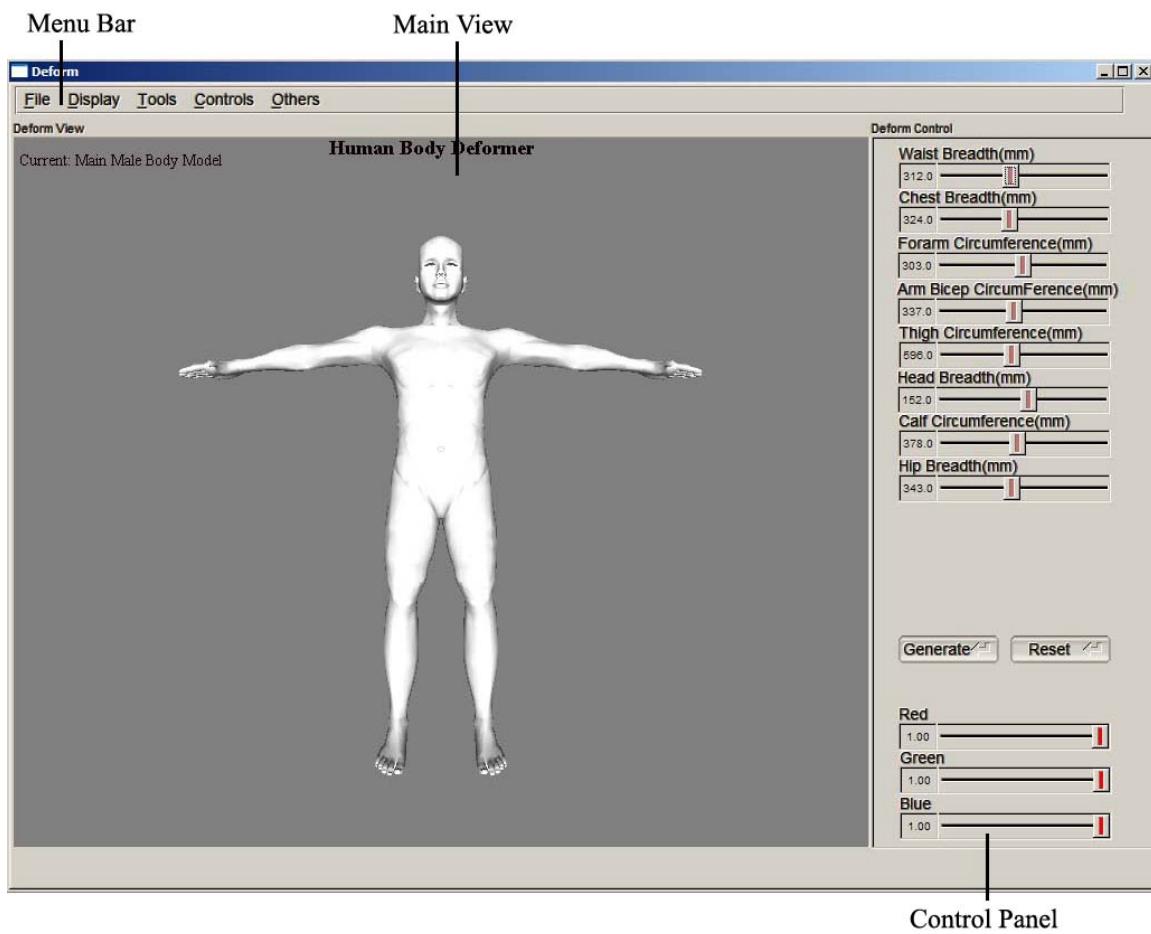 Menu Bar
Main View
Deform
File Display Tools Controls Others
Deform View
Deform Control
Human Body Deformer
Current: Main Male Body Model
Waist Breadth(mm)
312.0
Chest Breadth(mm)
324.0
Forarm Circumference(mm)
303.0
Arm Bicep CircumFerence(mm)
337.0
Thigh Circumference(mm)
596.0
Head Breadth(mm)
152.0
Calf Circumference(mm)
378.0
Hip Breadth(mm)
343.0
Generate Reset
Red
1.00
Green
1.00
Blue
1.00
Control Panel